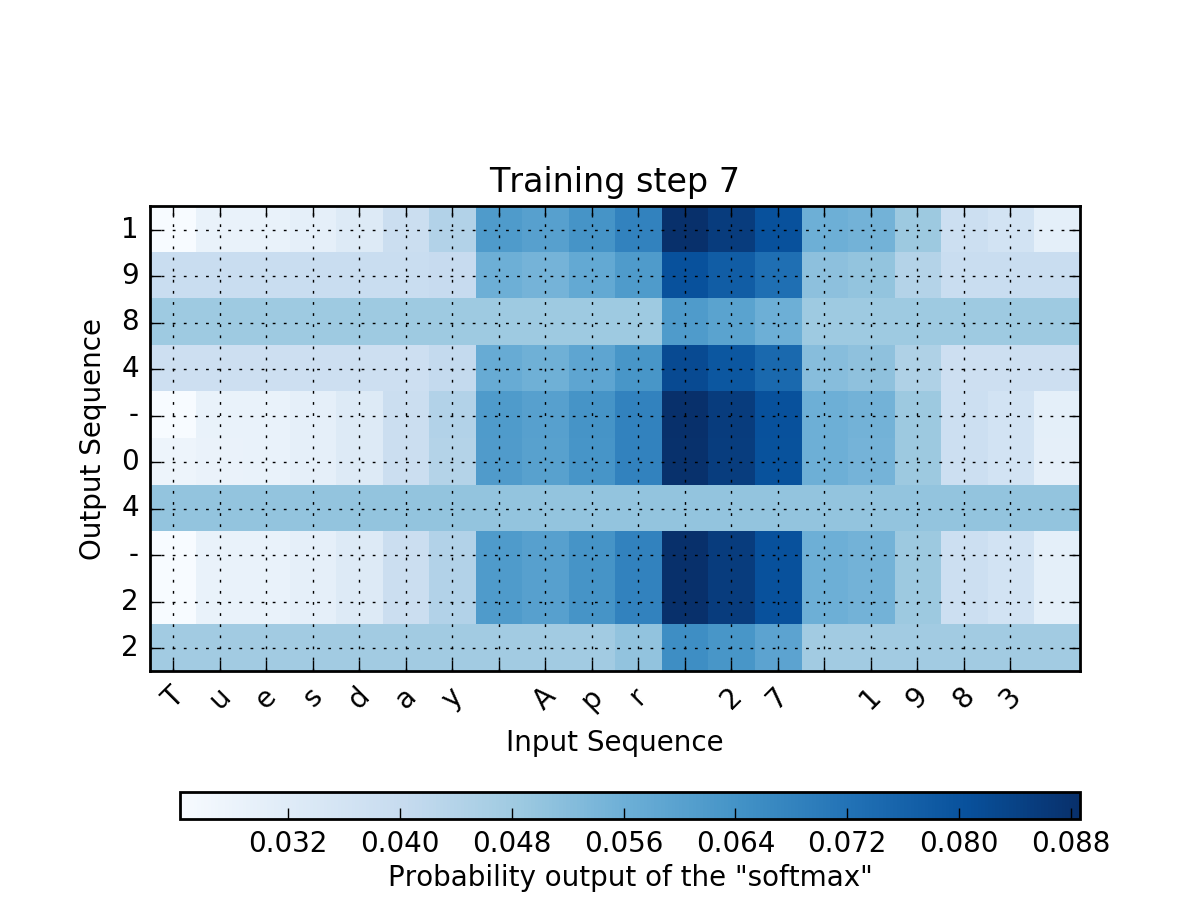 Training step 7
Output Sequence
1
9
8
4
-
0
4
-
2
2
T u e s d a y A p r 2 7 1 9 8 3
Input Sequence
0.032 0.040 0.048 0.056 0.064 0.072 0.080 0.088
Probability output of the "softmax"